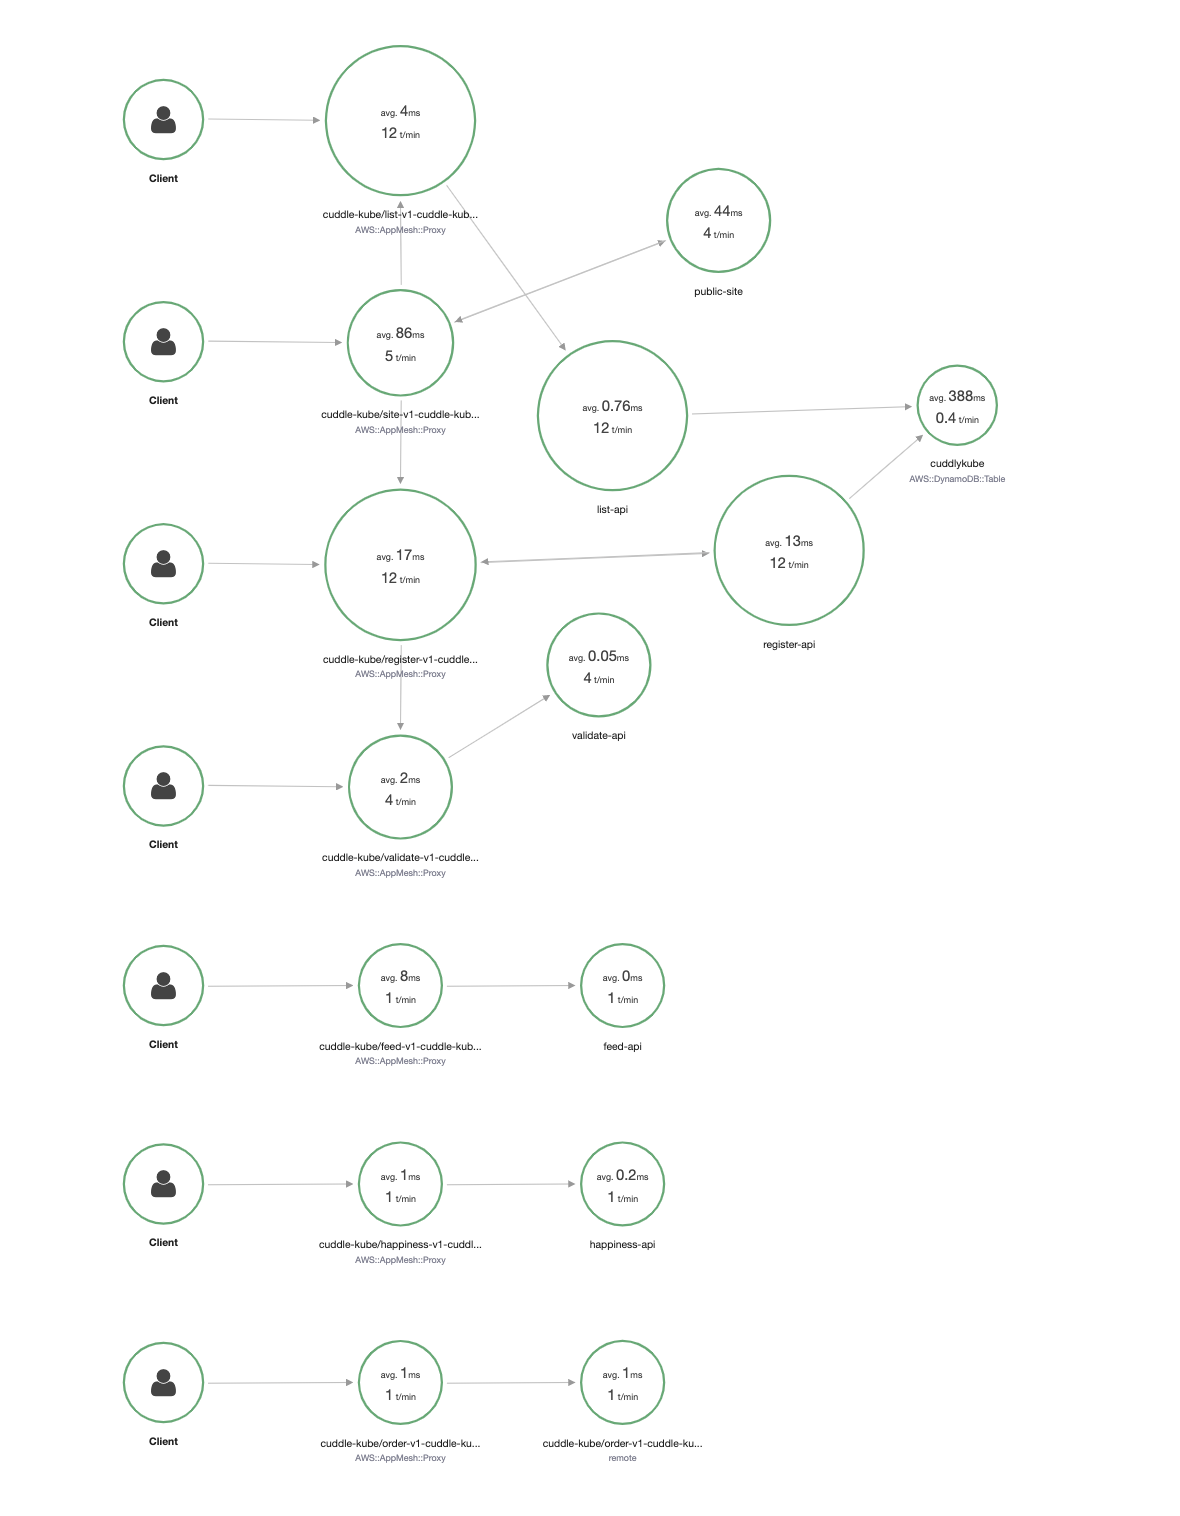 avg. 4ms
12 t/min
Client
cuddle-kube/list-v1-cuddle-kub...
AWS::AppMesh::Proxy
avg. 44ms
4 t/min
public-site
avg. 86ms
5 t/min
Client
cuddle-kube/site-v1-cuddle-kub...
AWS::AppMesh::Proxy
avg. 0.76ms
12 t/min
list-api
avg. 388ms
0.4 t/min
cuddlykube
AWS::DynamoDB::Table
avg. 17ms
12 t/min
Client
cuddle-kube/register-v1-cuddle...
AWS::AppMesh::Proxy
avg. 13ms
12 t/min
register-api
avg. 0.05ms
4 t/min
validate-api
avg. 2ms
4 t/min
Client
cuddle-kube/validate-v1-cuddle...
AWS::AppMesh::Proxy
avg. 8ms
1 t/min
Client
cuddle-kube/feed-v1-cuddle-kub...
AWS::AppMesh::Proxy
avg. 0ms
1 t/min
feed-api
avg. 1ms
1 t/min
Client
cuddle-kube/happiness-v1-cuddl...
AWS::AppMesh::Proxy
avg. 0.2ms
1 t/min
happiness-api
avg. 1ms
1 t/min
Client
cuddle-kube/order-v1-cuddle-ku...
AWS::AppMesh::Proxy
avg. 1ms
1 t/min
cuddle-kube/order-v1-cuddle-ku...
remote